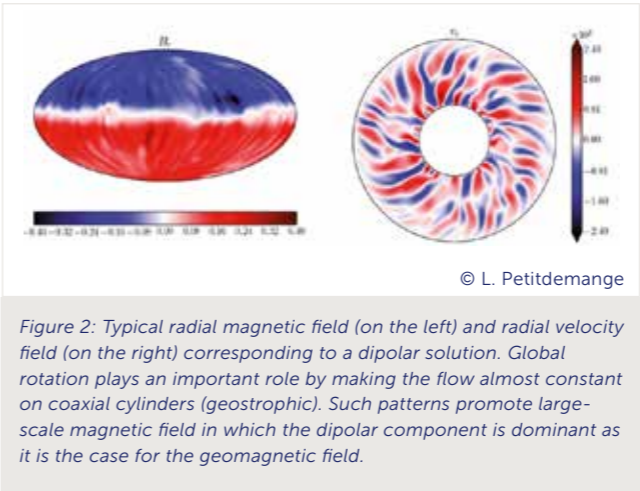 © L. Petitdemange
Figure 2: Typical radial magnetic field (on the left) and radial velocity
field (on the right) corresponding to a dipolar solution. Global
rotation plays an important role by making the flow almost constant
on coaxial cylinders (geostrophic). Such patterns promote large-
scale magnetic field in which the dipolar component is dominant as
it is the case for the geomagnetic field.